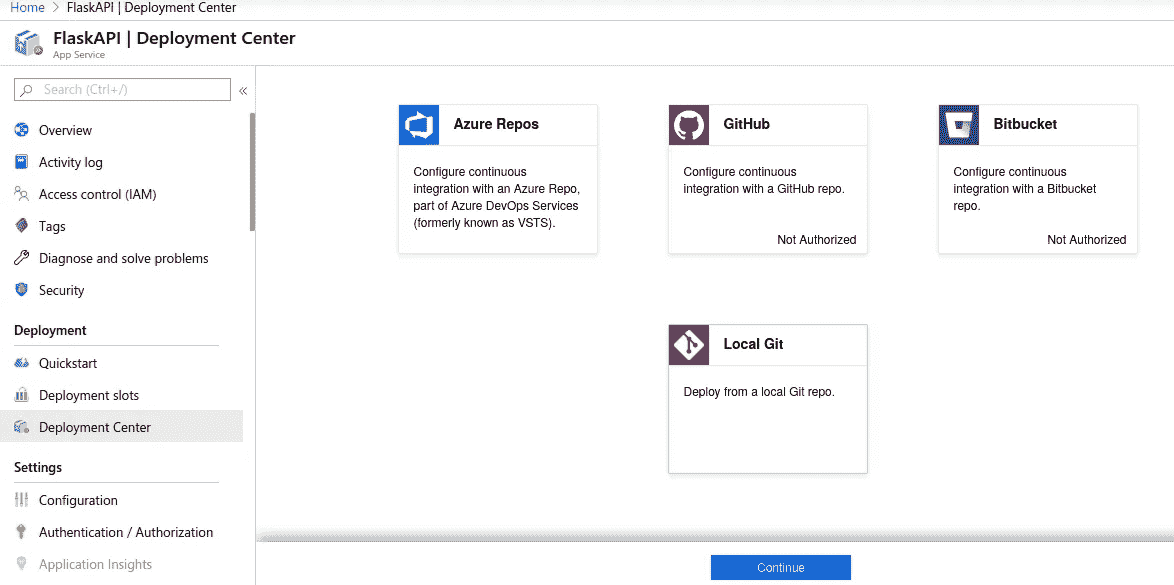 Home > FlaskAPI | Deployment Center
FlaskAPI | Deployment Center
App Service
Search (Ctrl+/)
«
Overview
Activity log
Access control (IAM)
Tags
Diagnose and solve problems
Security
Deployment
Quickstart
Deployment slots
Deployment Center
Settings
Configuration
Authentication / Authorization
Application Insights
Azure Repos
Configure continuous
integration with an Azure Repo,
part of Azure DevOps Services
(formerly known as VSTS).
GitHub
Configure continuous
integration with a GitHub repo.
Not Authorized
Bitbucket
Configure continuous
integration with a Bitbucket
repo.
Not Authorized
Local Git
Deploy from a local Git repo.
Continue